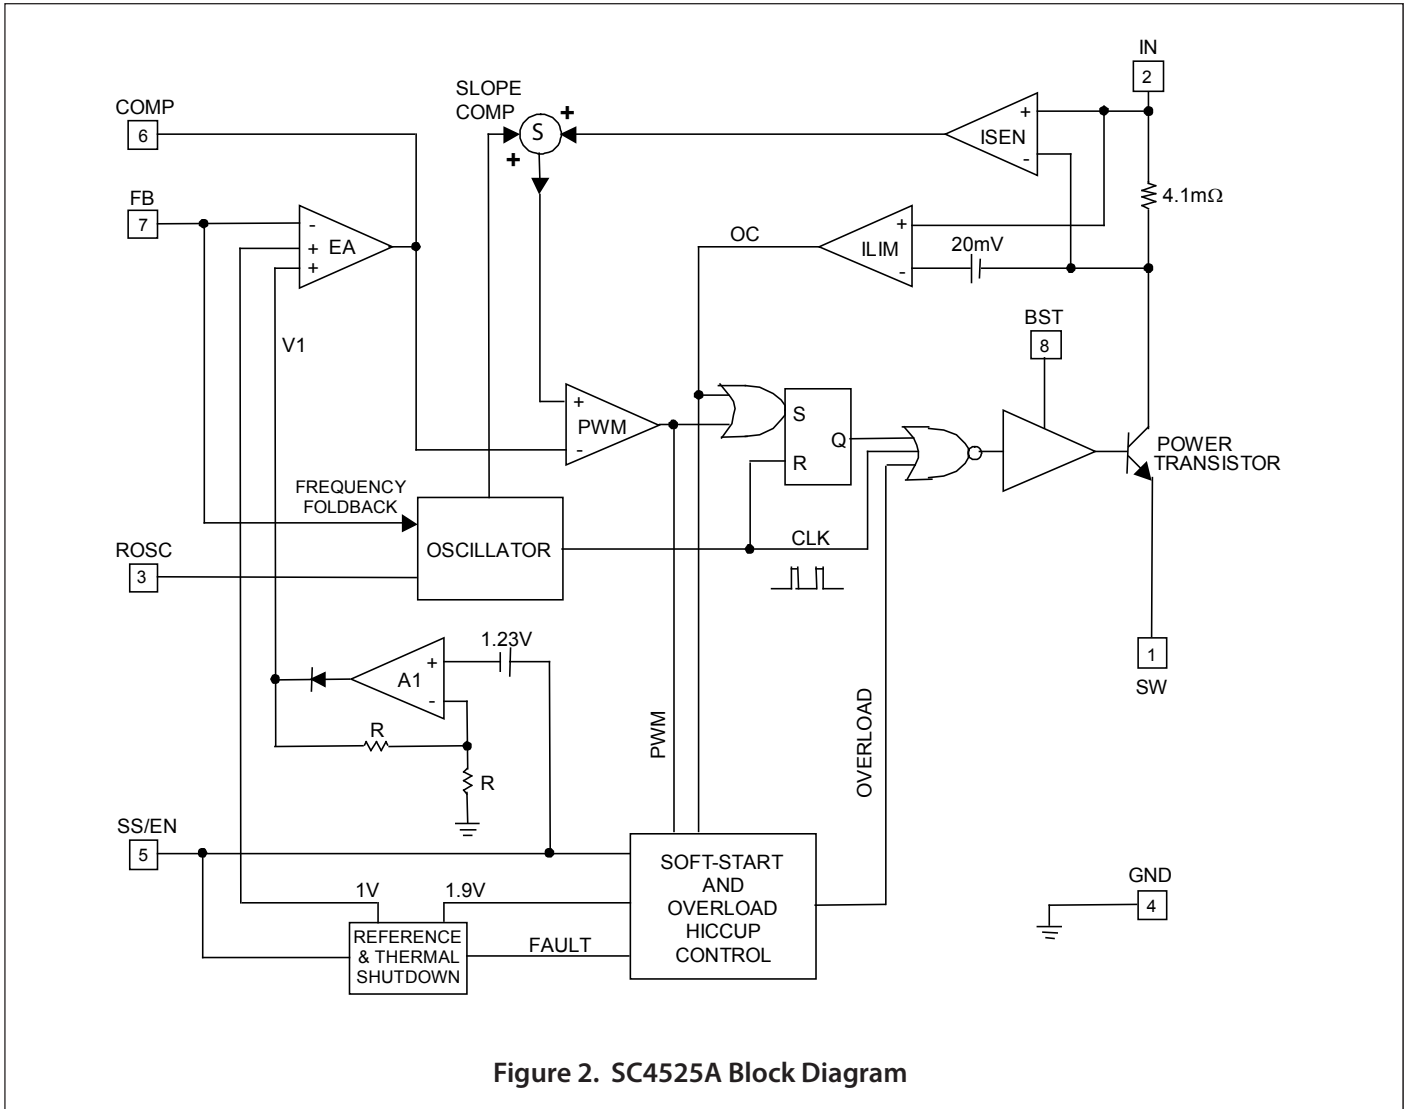 IN
2
SLOPE
COMP
+
S
+
COMP
6
+
ISEN
-
FB
7
4.1mΩ
-
+ EA
+
OC
+
ILIM
-
20mV
V1
BST
8
+
PWM
-
S
Q
R
POWER
TRANSISTOR
FREQUENCY
FOLDBACK
ROSC
3
OSCILLATOR
CLK
1.23V
+
A1
-
1
SW
R
R
PWM
OVERLOAD
SS/EN
5
1V
1.9V
SOFT-START
AND
OVERLOAD
HICCUP
CONTROL
GND
4
REFERENCE
& THERMAL
SHUTDOWN
FAULT
Figure 2. SC4525A Block Diagram